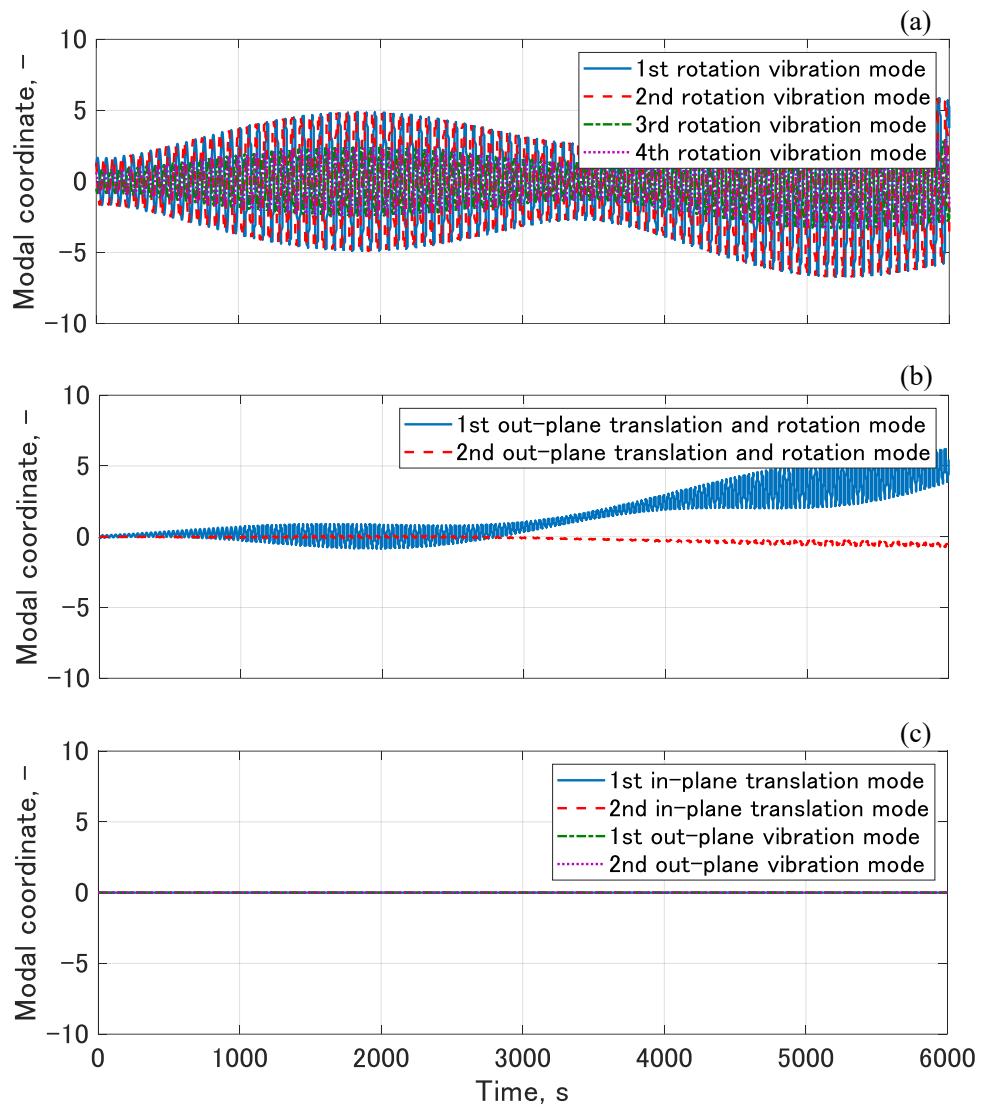 (a)
10
5
0
−5
−10
Modal coordinate, −
1st rotation vibration mode
2nd rotation vibration mode
3rd rotation vibration mode
4th rotation vibration mode
(b)
10
5
0
−5
−10
Modal coordinate, −
1st out−plane translation and rotation mode
2nd out−plane translation and rotation mode
(c)
10
5
0
−5
−10
Modal coordinate, −
1st in−plane translation mode
2nd in−plane translation mode
1st out−plane vibration mode
2nd out−plane vibration mode
0 1000 2000 3000 4000 5000 6000
Time, s